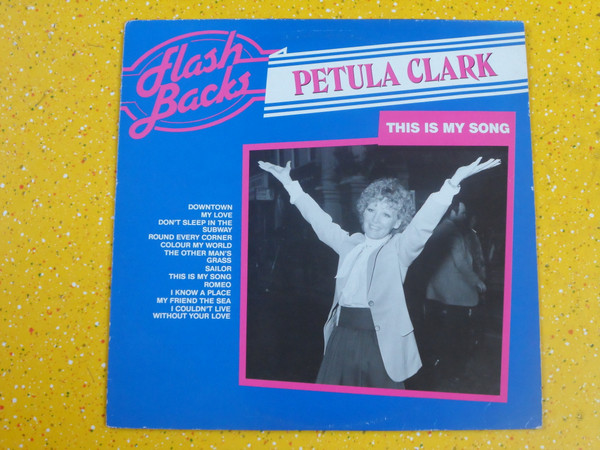 Flash
Backs
PETULA CLARK
THIS IS MY SONG
DOWNTOWN
MY LOVE
DON'T SLEEP IN THE
SUBWAY
ROUND EVERY CORNER
COLOUR MY WORLD
THE OTHER MAN'S
GRASS
SAILOR
THIS IS MY SONG
ROMEO
I KNOW A PLACE
MY FRIEND THE SEA
I COULDN'T LIVE
WITHOUT YOUR LOVE